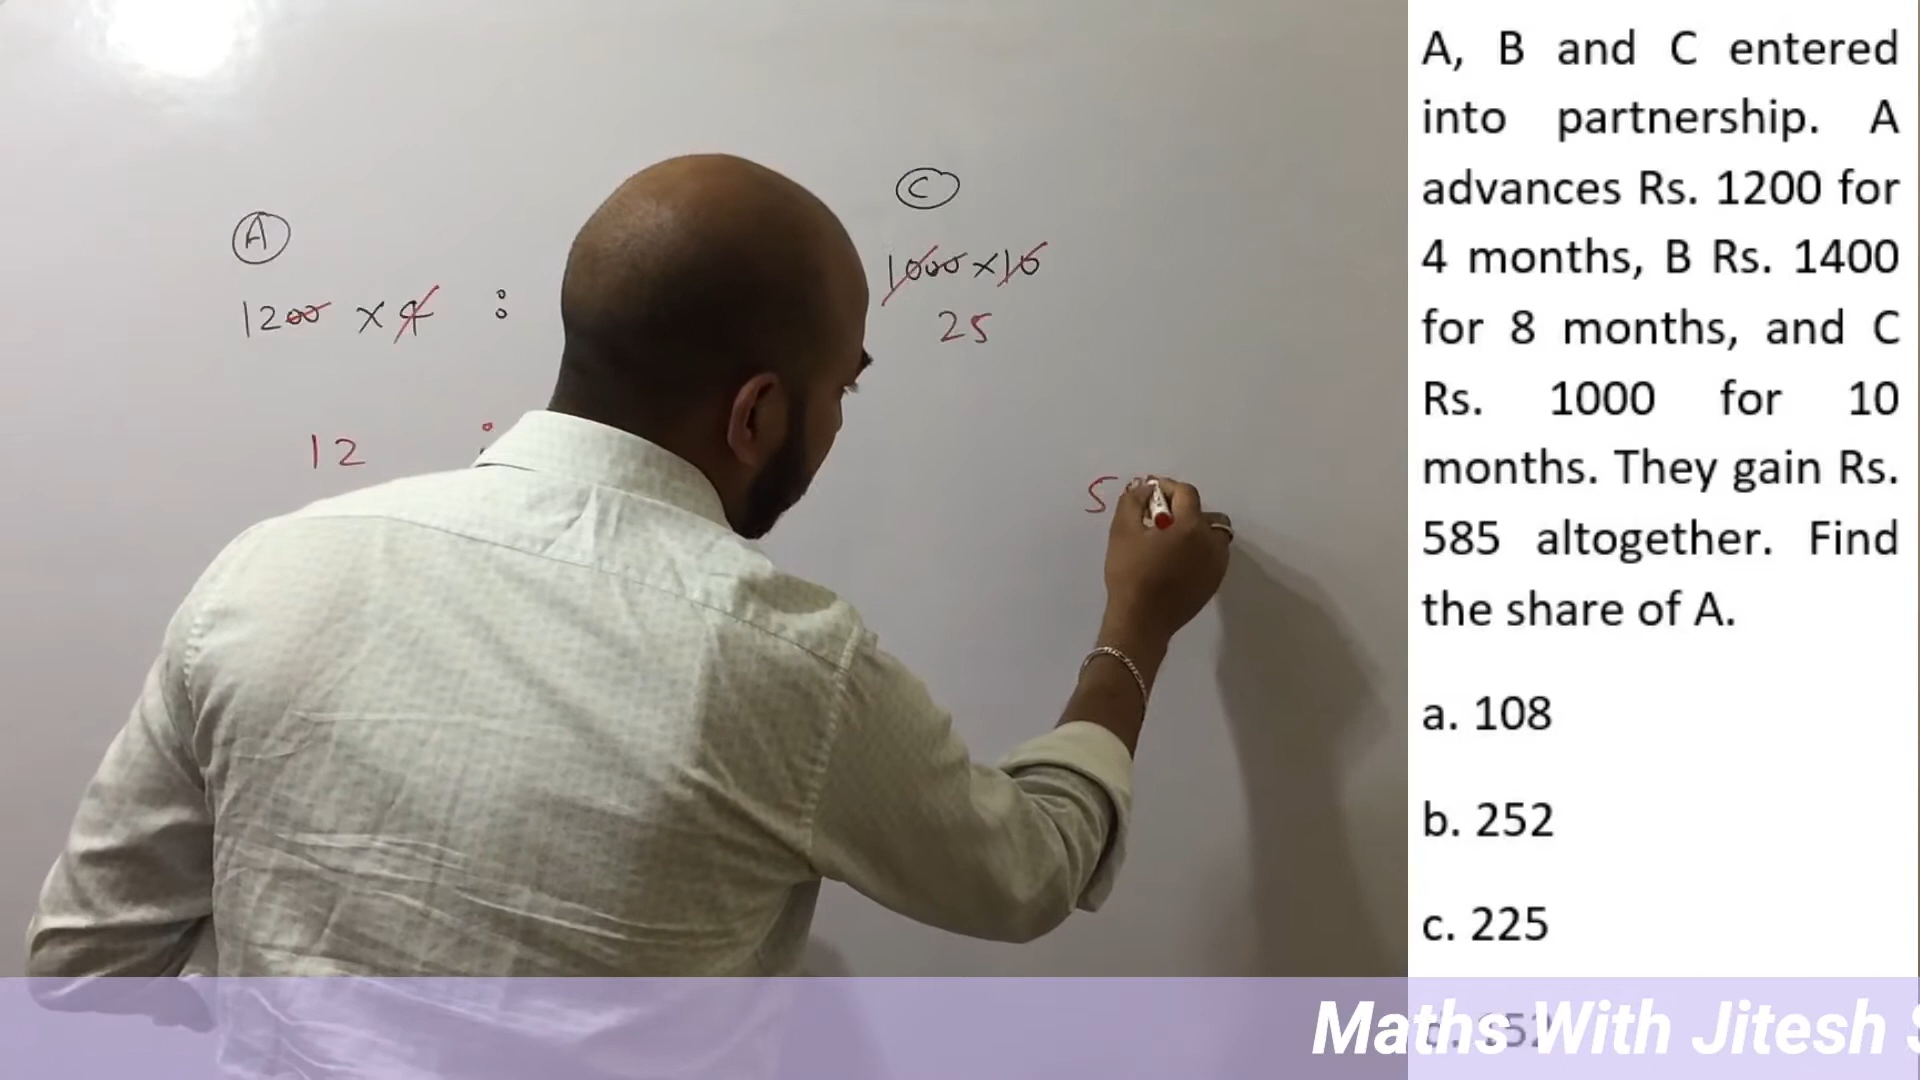 A
C
1200 × 4 :
1000 × 10
25
12 :
5
A, B and C entered
into partnership. A
advances Rs. 1200 for
4 months, B Rs. 1400
for 8 months, and C
Rs. 1000 for 10
months. They gain Rs.
585 altogether. Find
the share of A.
a. 108
b. 252
c. 225
Maths With Jitesh